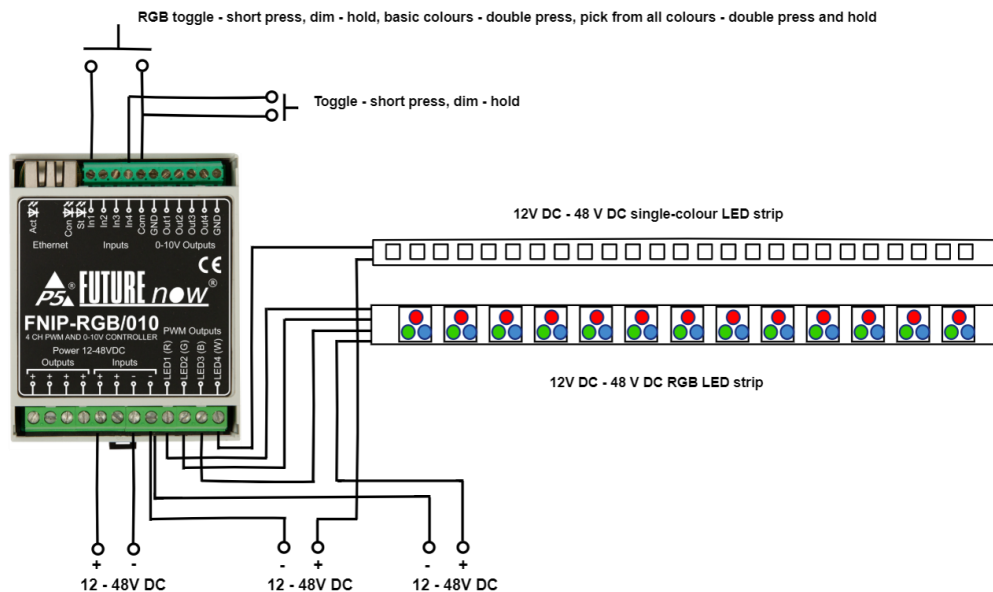 RGB toggle - short press, dim - hold, basic colours - double press, pick from all colours - double press and hold
Toggle - short press, dim - hold
Act
Con
St
In1
In2
In3
In4
Com
GND
Out1
Out2
Out3
Out4
GND
Ethernet
Inputs
0-10V Outputs
CE
P5® FUTURE now®
FNIP-RGB/010
4 CH PWM AND 0-10V CONTROLLER
PWM Outputs
Power 12-48VDC
Outputs
Inputs
+ + + + + + - -
LED1 (R)
LED2 (G)
LED3 (B)
LED4 (W)
12V DC - 48 V DC single-colour LED strip
12V DC - 48 V DC RGB LED strip
+ - - + - +
12 - 48V DC
12 - 48V DC
12 - 48V DC